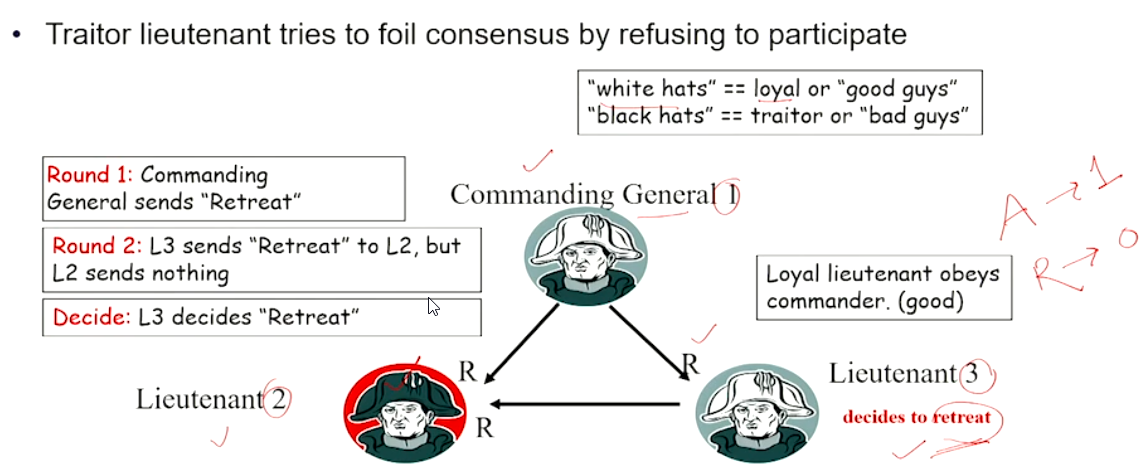 • Traitor lieutenant tries to foil consensus by refusing to participate
“white hats” == loyal or “good guys”
“black hats” == traitor or “bad guys”
Round 1: Commanding
General sends “Retreat”
Commanding General 1
A → 1
R → 0
Round 2: L3 sends “Retreat” to L2, but
L2 sends nothing
Loyal lieutenant obeys
commander. (good)
Decide: L3 decides “Retreat”
R
R
Lieutenant 2
Lieutenant 3
decides to retreat
R